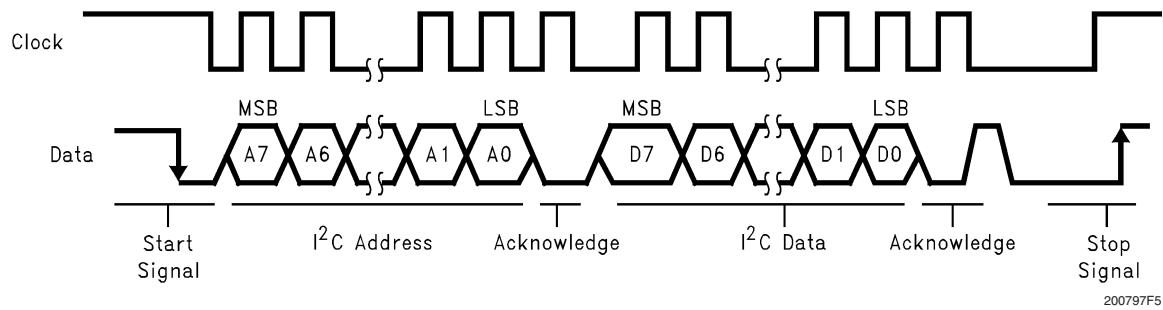 Clock
MSB LSB MSB LSB
Data A7 A6 A1 A0 D7 D6 D1 D0
Start Signal
I²C Address
Acknowledge
I²C Data
Acknowledge
Stop Signal
200797F5